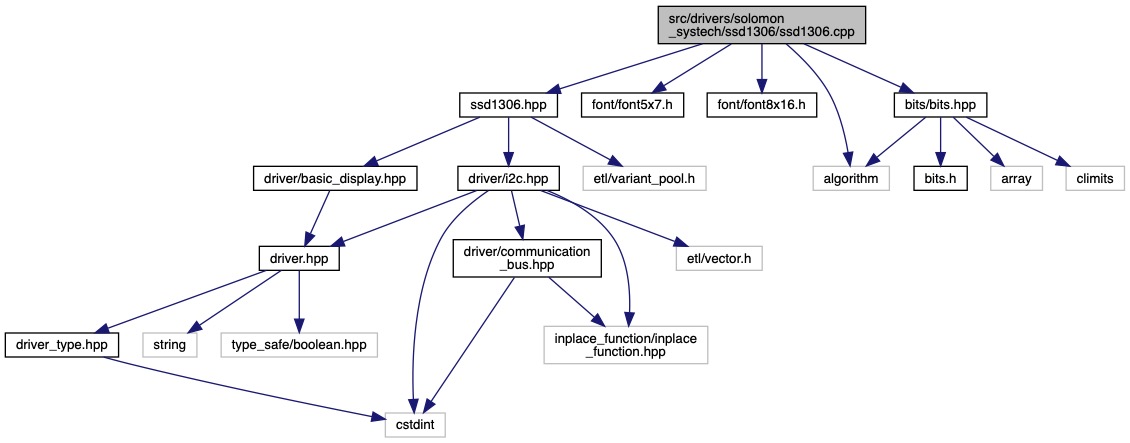 src/drivers/solomon
_systech/ssd1306/ssd1306.cpp
ssd1306.hpp
font/font5x7.h
font/font8x16.h
bits/bits.hpp
driver/basic_display.hpp
driver/i2c.hpp
etl/variant_pool.h
algorithm
bits.h
array
climits
driver.hpp
driver/communication
_bus.hpp
etl/vector.h
driver_type.hpp
string
type_safe/boolean.hpp
inplace_function/inplace
_function.hpp
cstdint